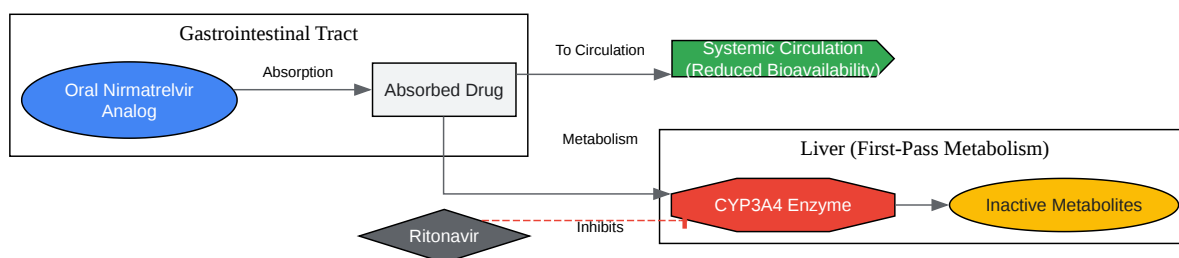 Gastrointestinal Tract
Oral Nirmatrelvir
Analog
Absorption
Absorbed Drug
To Circulation
Systemic Circulation
(Reduced Bioavailability)
Metabolism
Liver (First-Pass Metabolism)
CYP3A4 Enzyme
Inactive Metabolites
Ritonavir
Inhibits